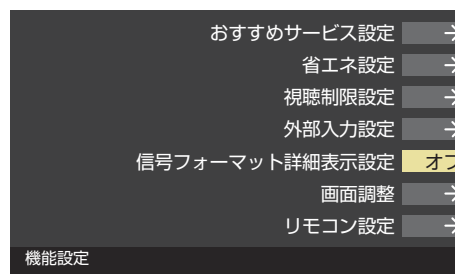 おすすめサービス設定 →
省エネ設定 →
視聴制限設定 →
外部入力設定 →
信号フォーマット詳細表示設定 オフ
画面調整 →
リモコン設定 →
機能設定